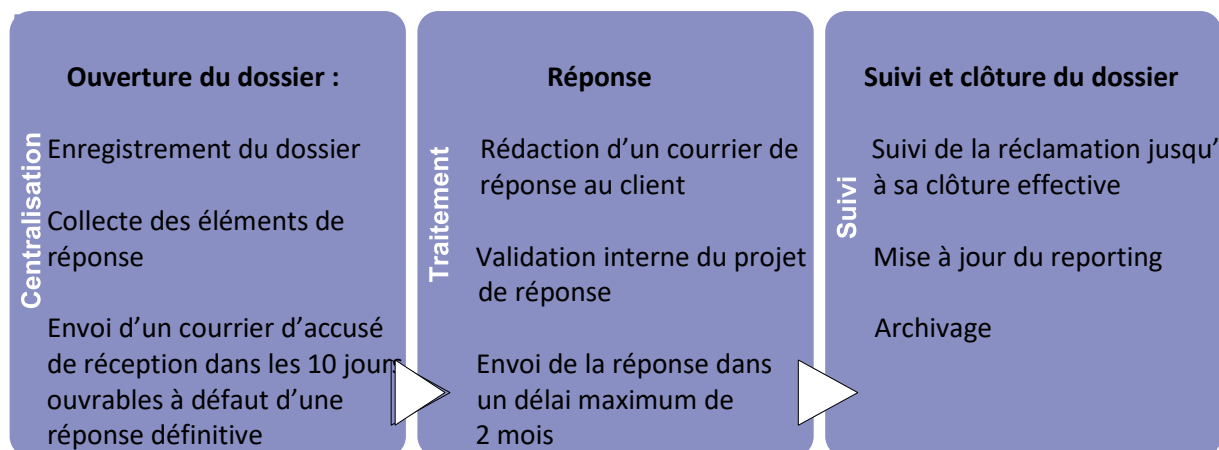 Centralisation
Ouverture du dossier :
Enregistrement du dossier
Collecte des éléments de
réponse
Envoi d’un courrier d’accusé
de réception dans les 10 jours
ouvrables à défaut d’une
réponse définitive
Traitement
Réponse
Rédaction d’un courrier de
réponse au client
Validation interne du projet
de réponse
Envoi de la réponse dans
un délai maximum de
2 mois
Suivi
Suivi et clôture du dossier
Suivi de la réclamation jusqu’
à sa clôture effective
Mise à jour du reporting
Archivage